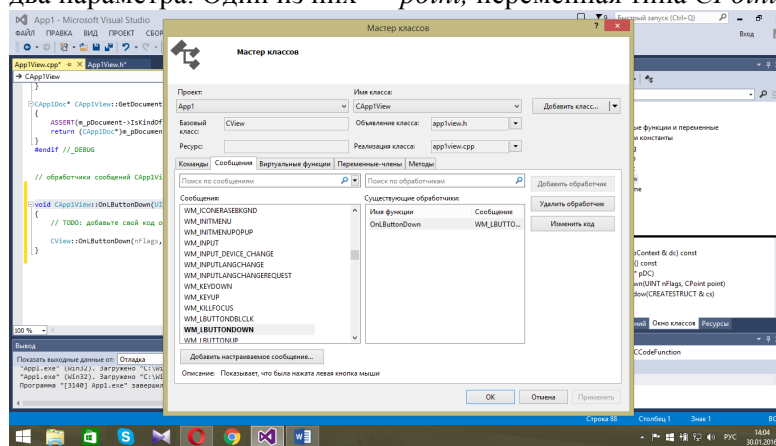 два параметра. Один из них – point, переменная типа CPoint
App1 - Microsoft Visual Studio
Быстрый запуск (Ctrl+Q)
ФАЙЛ ПРАВКА ВИД ПРОЕКТ СБОР
Вход
App1View.cpp* App1View.h*
CApp1View
}
CApp1Doc* CApp1View::GetDocument
{
ASSERT(m_pDocument->IsKindOf
return (CApp1Doc*)m_pDocumen
}
#endif //_DEBUG
// обработчики сообщений CApp1Vi
void CApp1View::OnLButtonDown(UI
{
// TODO: добавьте свой код о
CView::OnLButtonDown(nFlags,
}
100 %
Вывод
Показать выходные данные от: Отладка
"App1.exe" (Win32). Загружено "C:\Wi
"App1.exe" (Win32). Загружено "C:\Wi
Программа "[3140] App1.exe" завершил
Мастер классов
Мастер классов
Проект:
Имя класса:
App1
CApp1View
Добавить класс...
Базовый класс:
CView
Объявление класса:
app1view.h
Ресурс:
Реализация класса:
app1view.cpp
Команды Сообщения Виртуальные функции Переменные-члены Методы
Поиск по сообщениям
Поиск по обработчикам
Добавить обработчик
Сообщения:
Существующие обработчики:
Удалить обработчик
Изменить код
Имя функции Сообщение
OnLButtonDown WM_LBUTTO...
WM_ICONERASEBKGND
WM_INITMENU
WM_INITMENUPOPUP
WM_INPUT
WM_INPUT_DEVICE_CHANGE
WM_INPUTLANGCHANGE
WM_INPUTLANGCHANGEREQUEST
WM_KEYDOWN
WM_KEYUP
WM_KILLFOCUS
WM_LBUTTONDBLCLK
WM_LBUTTONDOWN
WM_LBUTTONUP
Добавить настраиваемое сообщение...
Описание: Показывает, что была нажата левая кнопка мыши
OK Отмена Применить
ые функции и переменные
и константы
pContext & dc) const
() const
* pDC)
wn(UINT nFlags, CPoint point)
dow(CREATESTRUCT & cs)
Окно классов Ресурсы
CCodeFunction
Строка 88 Столбец 1 Знак 1 ВС
РУС
14:04
30.01.2016